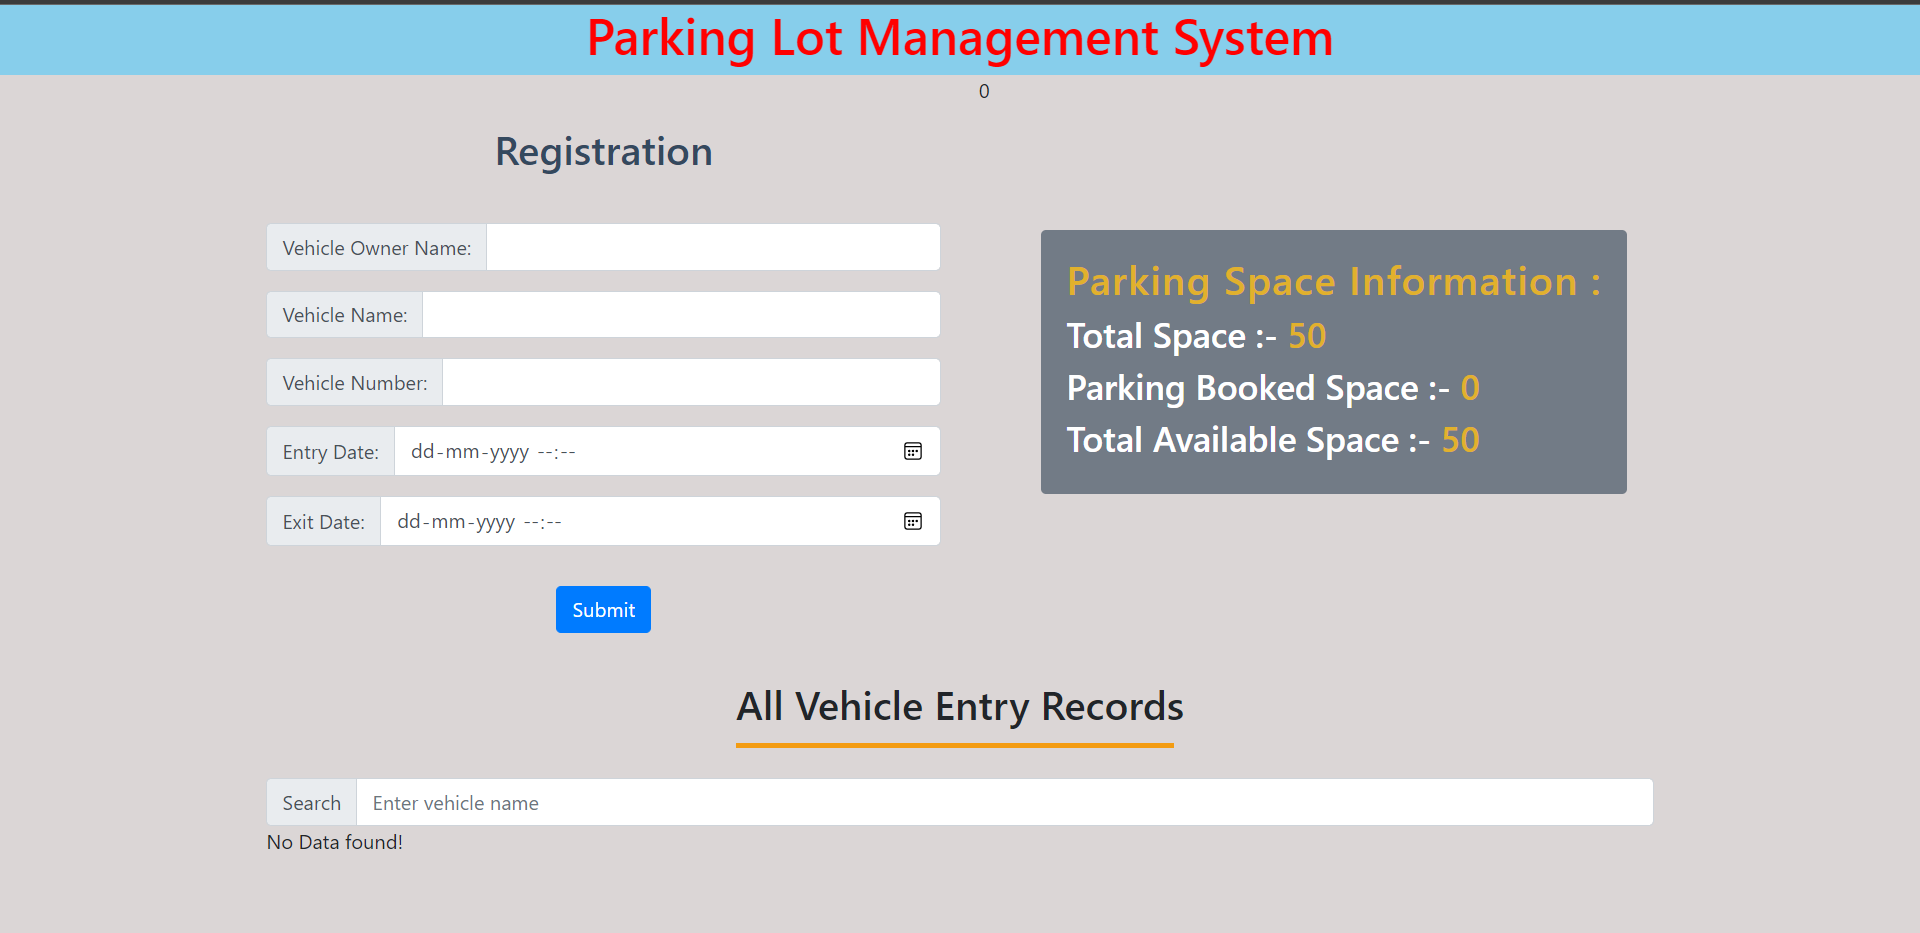 Parking Lot Management System
0
Registration
Vehicle Owner Name:
Vehicle Name:
Vehicle Number:
Entry Date: dd-mm-yyyy --:--
Exit Date: dd-mm-yyyy --:--
Submit
Parking Space Information :
Total Space :- 50
Parking Booked Space :- 0
Total Available Space :- 50
All Vehicle Entry Records
Search Enter vehicle name
No Data found!